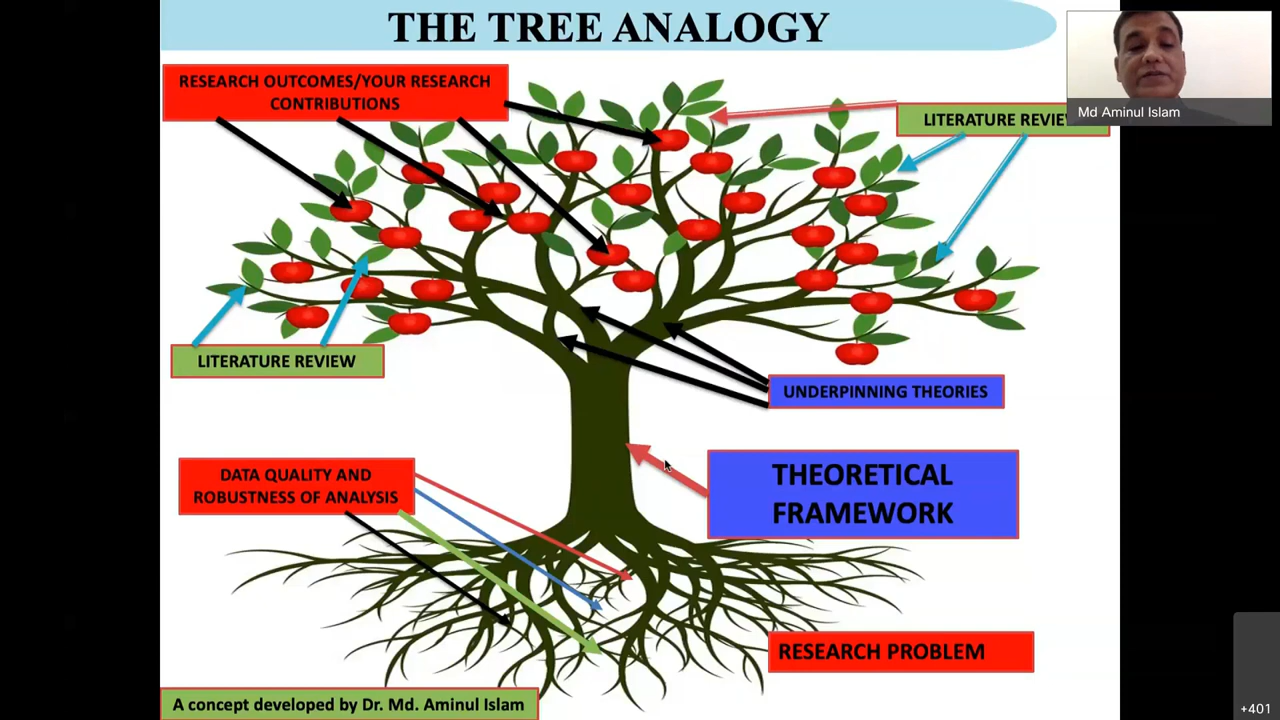 THE TREE ANALOGY
RESEARCH OUTCOMES/YOUR RESEARCH
CONTRIBUTIONS
LITERATURE
Md Aminul Islam
LITERATURE REVIEW
UNDERPINNING THEORIES
DATA QUALITY AND
ROBUSTNESS OF ANALYSIS
THEORETICAL
FRAMEWORK
RESEARCH PROBLEM
A concept developed by Dr. Md. Aminul Islam
+401